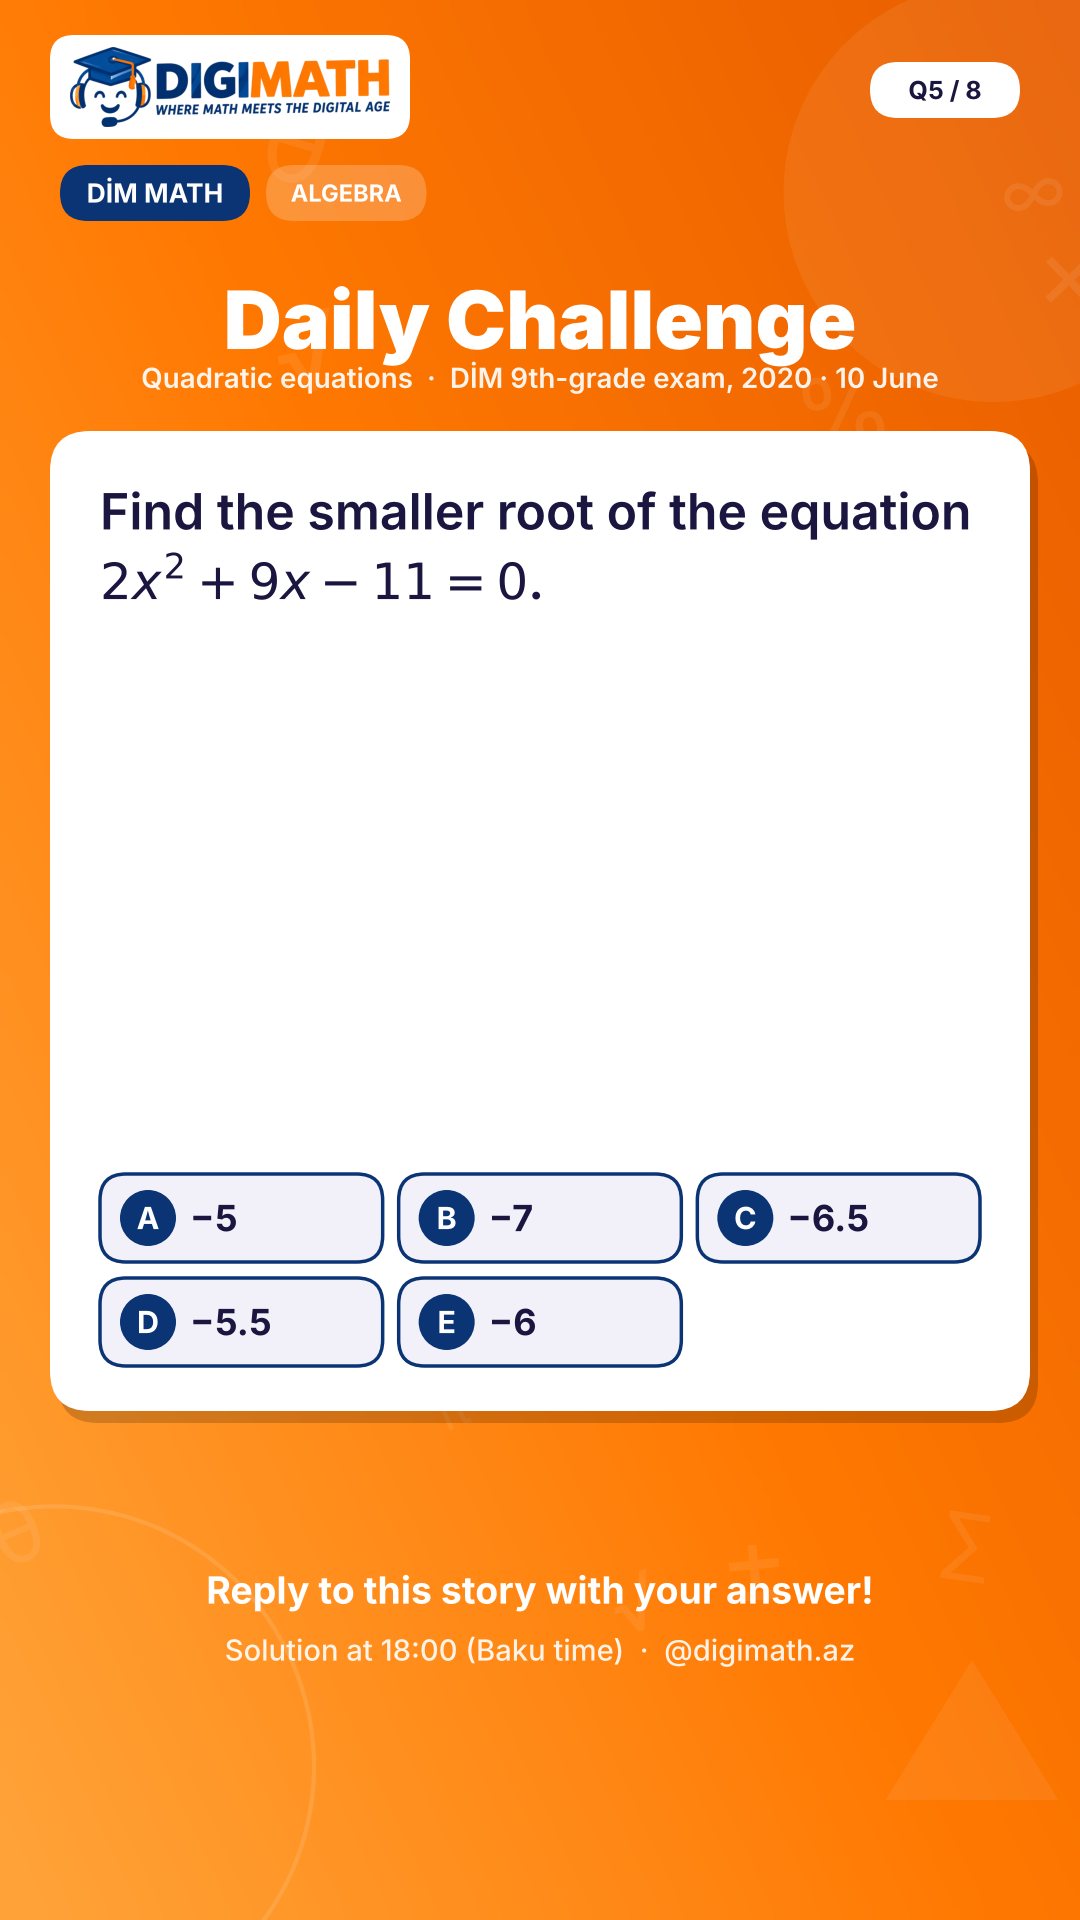 DIGIMATH
WHERE MATH MEETS THE DIGITAL AGE
Q5 / 8
DİM MATH
ALGEBRA
Daily Challenge
Quadratic equations · DİM 9th-grade exam, 2020 · 10 June
Find the smaller root of the equation
2x² + 9x − 11 = 0.
A −5
B −7
C −6.5
D −5.5
E −6
Reply to this story with your answer!
Solution at 18:00 (Baku time) · @digimath.az